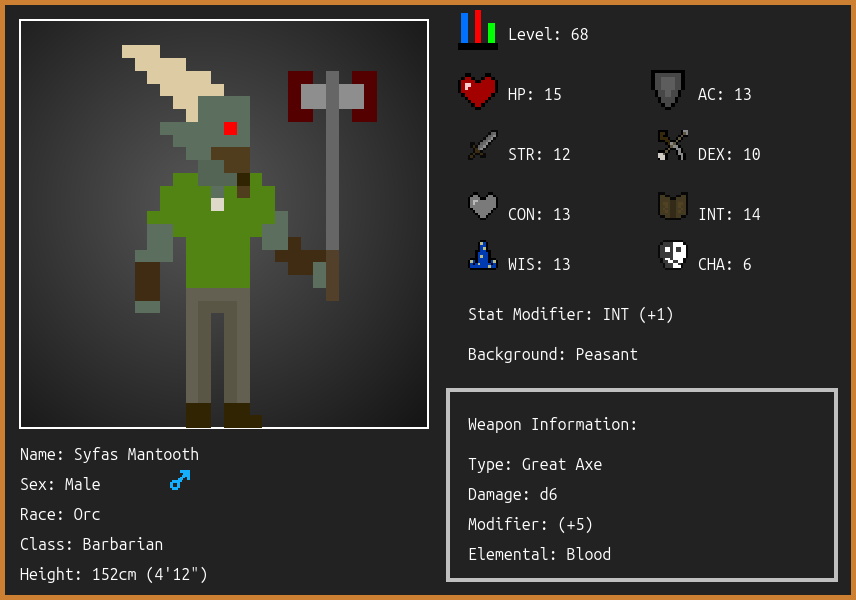 Level: 68
HP: 15
AC: 13
STR: 12
DEX: 10
CON: 13
INT: 14
WIS: 13
CHA: 6
Stat Modifier: INT (+1)
Background: Peasant
Weapon Information:
Type: Great Axe
Damage: d6
Modifier: (+5)
Elemental: Blood
Name: Syfas Mantooth
Sex: Male
Race: Orc
Class: Barbarian
Height: 152cm (4'12")